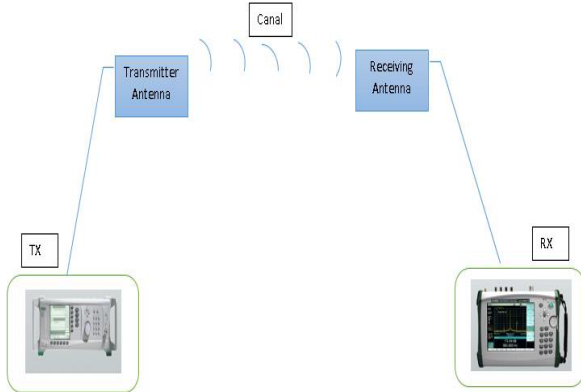 Canal
Transmitter
Antenna
Receiving
Antenna
TX
RX